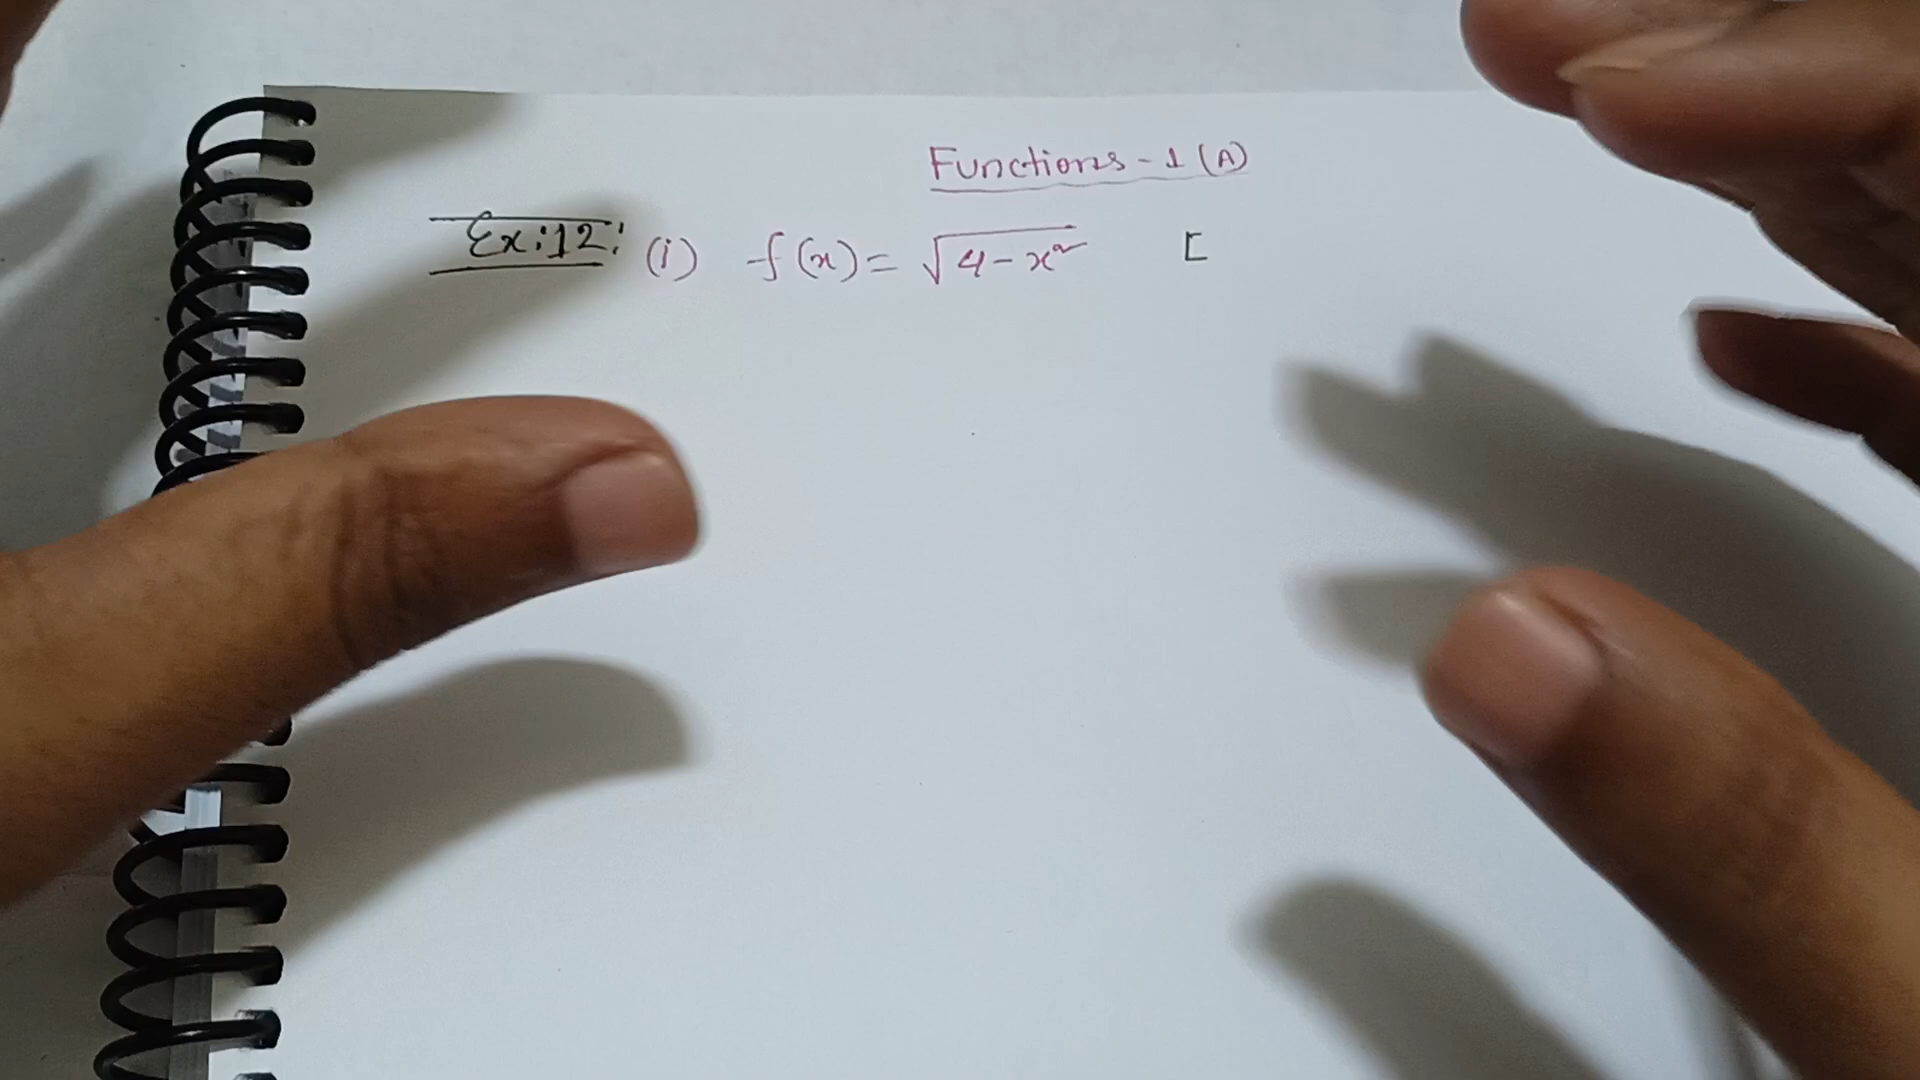 Functions - 1 (A)
Ex:12: (i) f(x) = √4-x² [